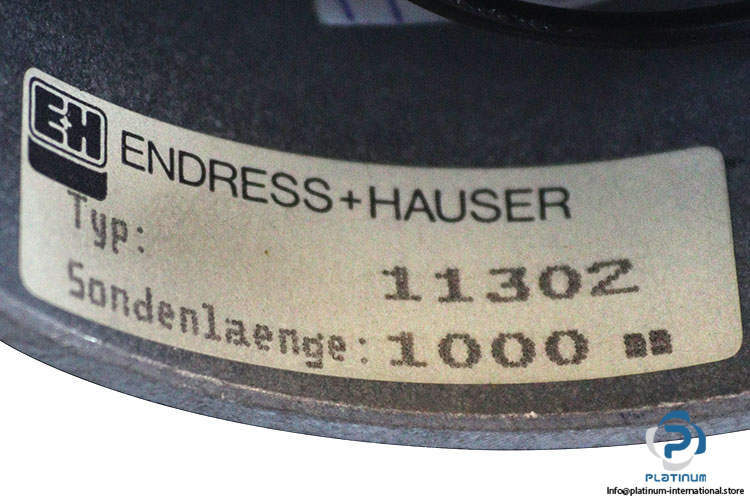 E+H ENDRESS+HAUSER
Typ: 11302
Sondenlaenge: 1000 mm
PLATINUM
Info@platinum-international.store